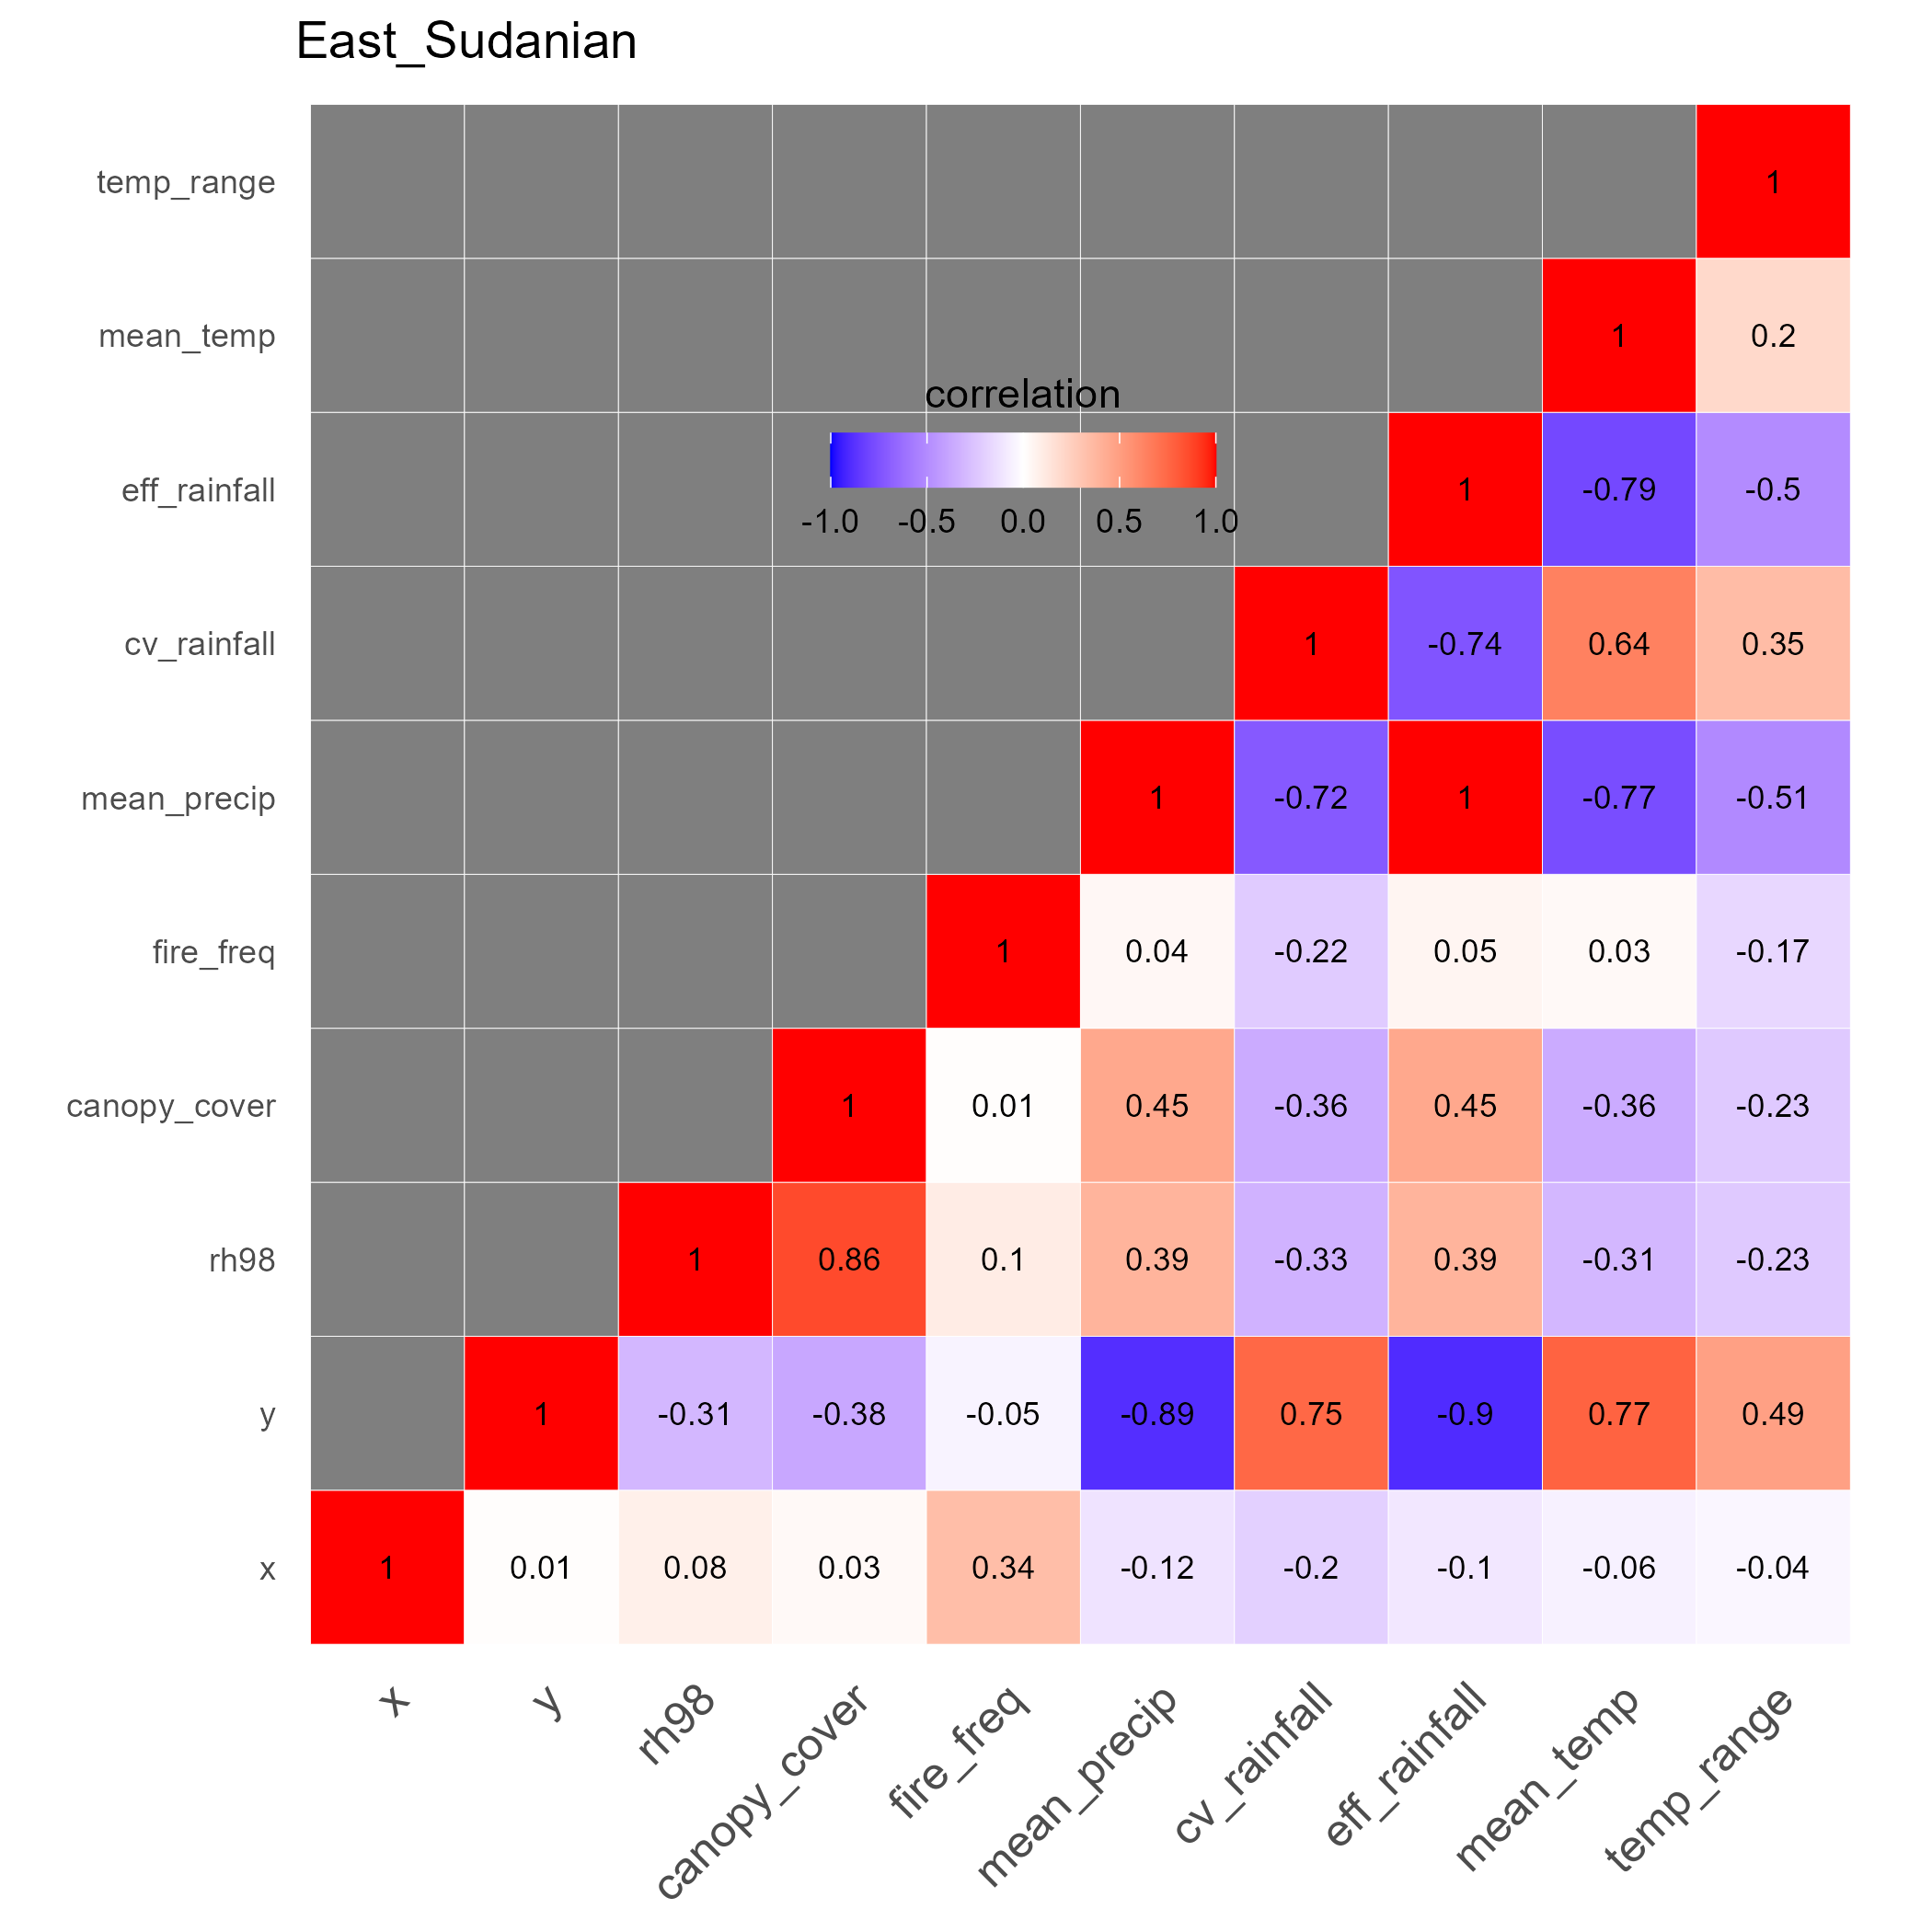 East_Sudanian
temp_range 1
mean_temp 1 0.2
correlation
-1.0 -0.5 0.0 0.5 1.0
eff_rainfall 1 -0.79 -0.5
cv_rainfall 1 -0.74 0.64 0.35
mean_precip 1 -0.72 1 -0.77 -0.51
fire_freq 1 0.04 -0.22 0.05 0.03 -0.17
canopy_cover 1 0.01 0.45 -0.36 0.45 -0.36 -0.23
rh98 1 0.86 0.1 0.39 -0.33 0.39 -0.31 -0.23
y 1 -0.31 -0.38 -0.05 -0.89 0.75 -0.9 0.77 0.49
x 1 0.01 0.08 0.03 0.34 -0.12 -0.2 -0.1 -0.06 -0.04
x y rh98 canopy_cover fire_freq mean_precip cv_rainfall eff_rainfall mean_temp temp_range